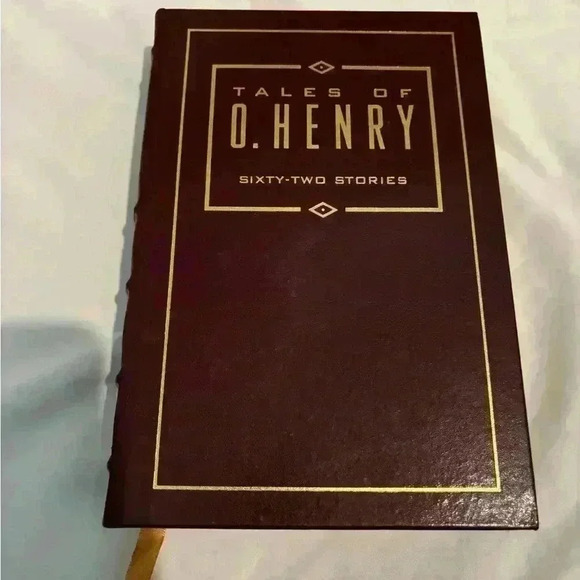 TALES OF
O. HENRY
SIXTY-TWO STORIES